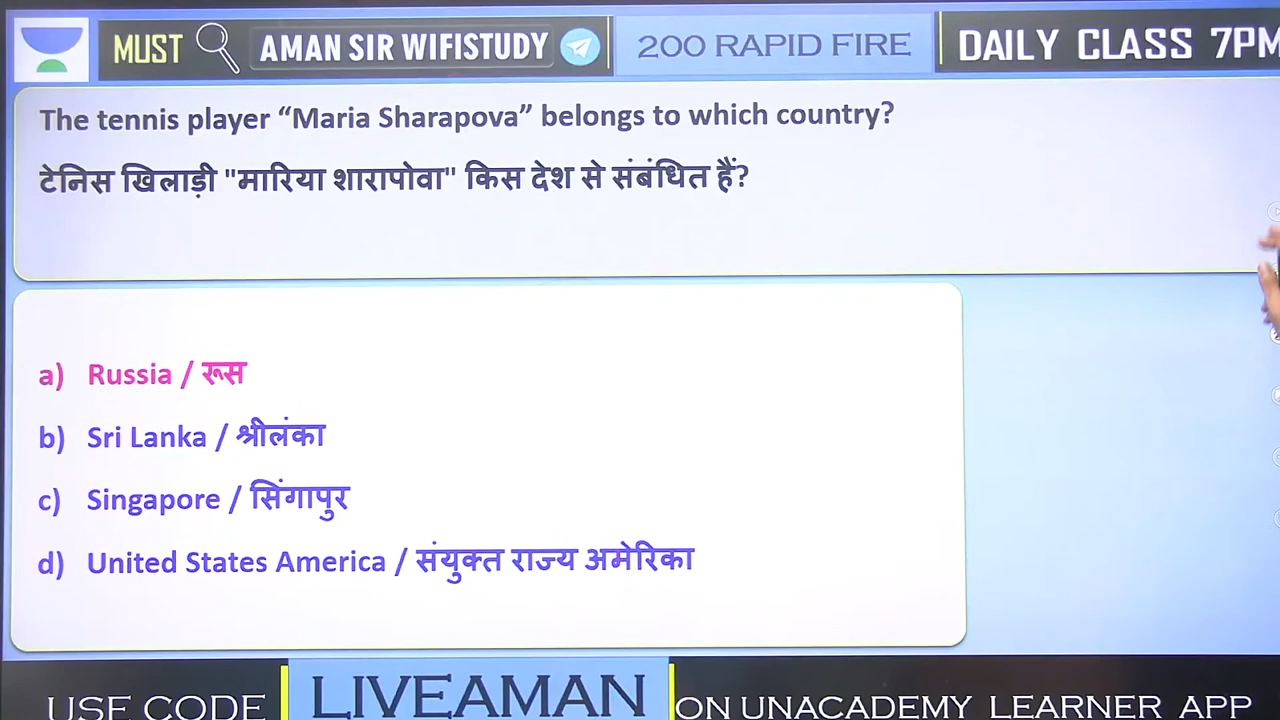 MUST AMAN SIR WIFISTUDY 200 RAPID FIRE DAILY CLASS 7PM
The tennis player “Maria Sharapova” belongs to which country?
टेनिस खिलाड़ी "मारिया शारापोवा" किस देश से संबंधित हैं?
a) Russia / रूस
b) Sri Lanka / श्रीलंका
c) Singapore / सिंगापुर
d) United States America / संयुक्त राज्य अमेरिका
USE CODE LIVEAMAN ON UNACADEMY LEARNER APP